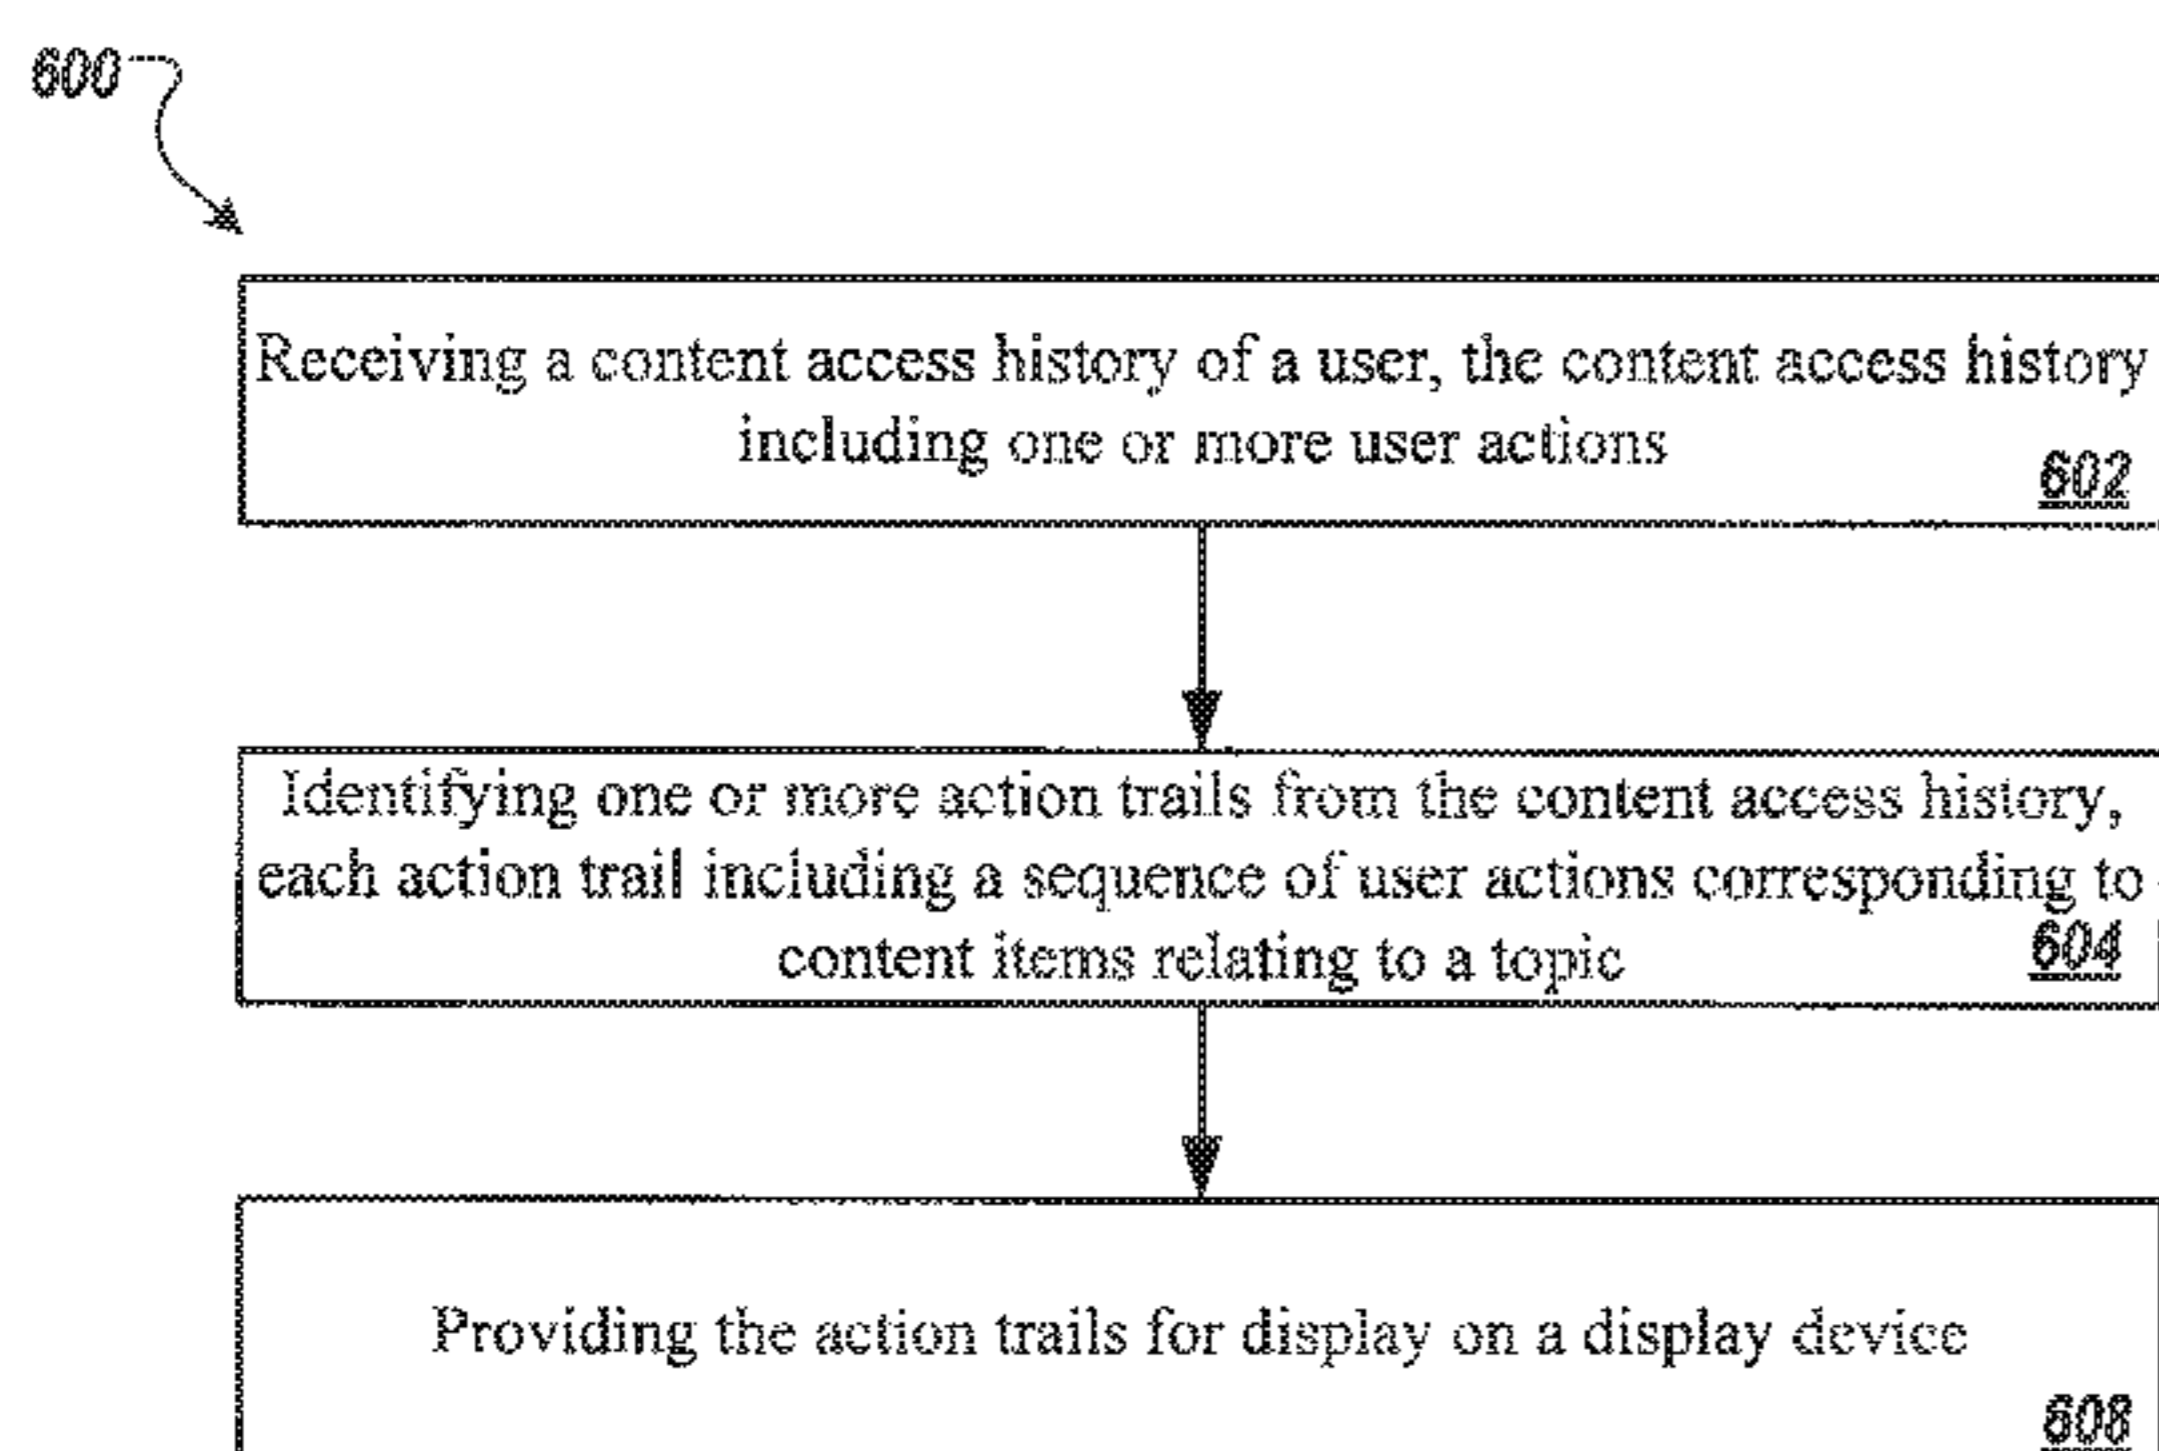 600
Receiving a content access history of a user, the content access history
including one or more user actions
602
Identifying one or more action trails from the content access history,
each action trail including a sequence of user actions corresponding to
content items relating to a topic
604
Providing the action trails for display on a display device
608